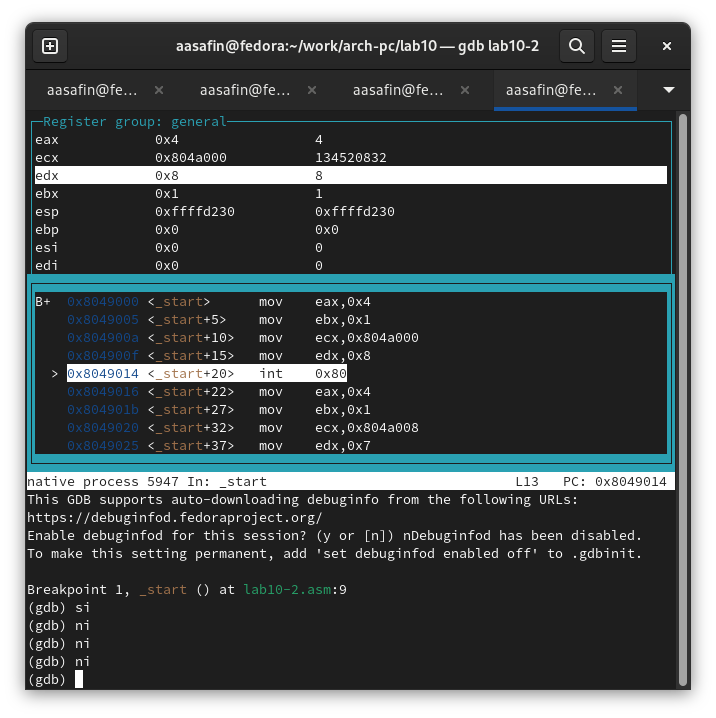 aasafin@fedora:~/work/arch-pc/lab10 — gdb lab10-2
aasafin@fe... aasafin@fe... aasafin@fe... aasafin@fe...
Register group: general
eax 0x4 4
ecx 0x804a000 134520832
edx 0x8 8
ebx 0x1 1
esp 0xffffd230 0xffffd230
ebp 0x0 0x0
esi 0x0 0
edi 0x0 0
B+ 0x8049000 <_start> mov eax,0x4
0x8049005 <_start+5> mov ebx,0x1
0x804900a <_start+10> mov ecx,0x804a000
0x804900f <_start+15> mov edx,0x8
> 0x8049014 <_start+20> int 0x80
0x8049016 <_start+22> mov eax,0x4
0x804901b <_start+27> mov ebx,0x1
0x8049020 <_start+32> mov ecx,0x804a008
0x8049025 <_start+37> mov edx,0x7
native process 5947 In: _start L13 PC: 0x8049014
This GDB supports auto-downloading debuginfo from the following URLs:
https://debuginfod.fedoraproject.org/
Enable debuginfod for this session? (y or [n]) nDebuginfod has been disabled.
To make this setting permanent, add 'set debuginfod enabled off' to .gdbinit.
Breakpoint 1, _start () at lab10-2.asm:9
(gdb) si
(gdb) ni
(gdb) ni
(gdb) ni
(gdb)